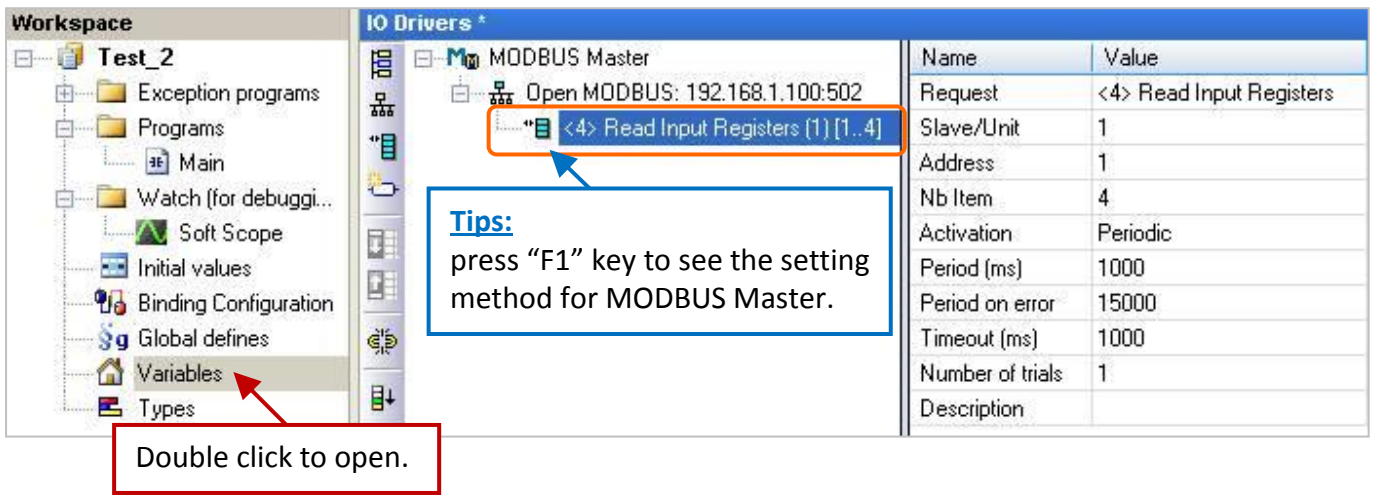 Workspace
Test_2
Exception programs
Programs
Main
Watch (for debuggi...
Soft Scope
Initial values
Binding Configuration
Global defines
Variables
Types
Double click to open.
IO Drivers *
MODBUS Master
Open MODBUS: 192.168.1.100:502
<4> Read Input Registers (1) [1..4]
Tips:
press “F1” key to see the setting
method for MODBUS Master.
Name Value
Request <4> Read Input Registers
Slave/Unit 1
Address 1
Nb Item 4
Activation Periodic
Period (ms) 1000
Period on error 15000
Timeout (ms) 1000
Number of trials 1
Description